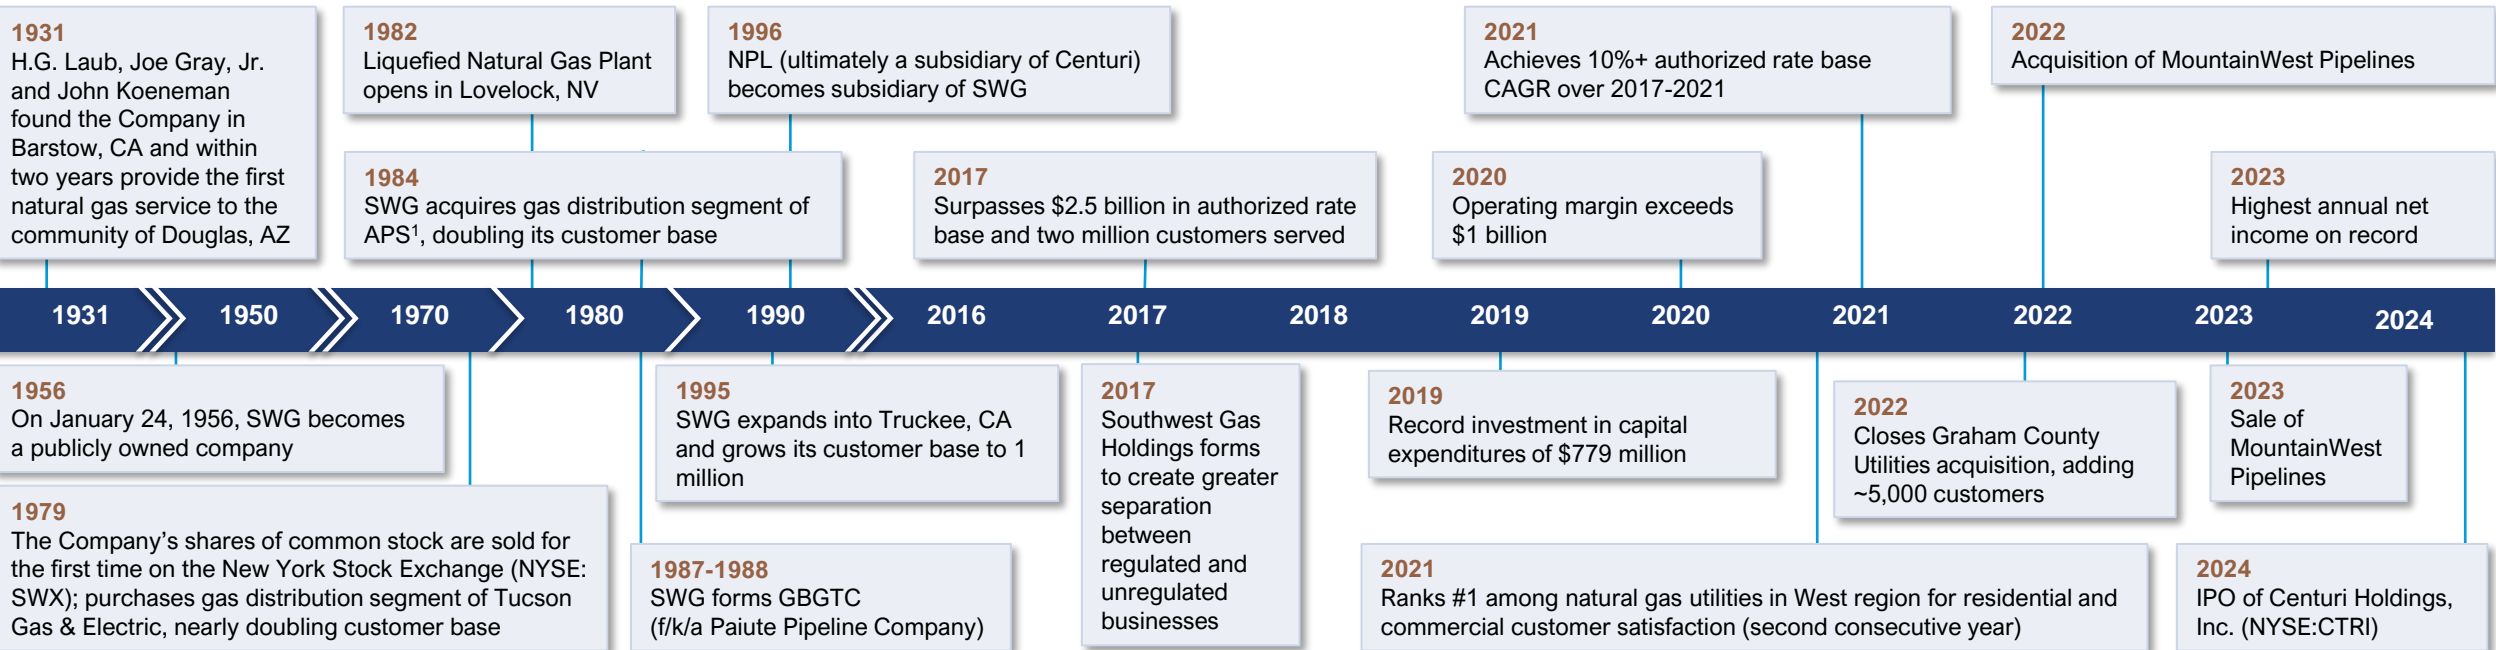 1931
H.G. Laub, Joe Gray, Jr.
and John Koeneman
found the Company in
Barstow, CA and within
two years provide the first
natural gas service to the
community of Douglas, AZ
1982
Liquefied Natural Gas Plant
opens in Lovelock, NV
1984
SWG acquires gas distribution segment of
APS¹, doubling its customer base
1996
NPL (ultimately a subsidiary of Centuri)
becomes subsidiary of SWG
2017
Surpasses $2.5 billion in authorized rate
base and two million customers served
2021
Achieves 10%+ authorized rate base
CAGR over 2017-2021
2020
Operating margin exceeds
$1 billion
2022
Acquisition of MountainWest Pipelines
2023
Highest annual net
income on record
1931 1950 1970 1980 1990 2016 2017 2018 2019 2020 2021 2022 2023 2024
1956
On January 24, 1956, SWG becomes
a publicly owned company
1979
The Company’s shares of common stock are sold for
the first time on the New York Stock Exchange (NYSE:
SWX); purchases gas distribution segment of Tucson
Gas & Electric, nearly doubling customer base
1995
SWG expands into Truckee, CA
and grows its customer base to 1
million
1987-1988
SWG forms GBGTC
(f/k/a Paiute Pipeline Company)
2017
Southwest Gas
Holdings forms
to create greater
separation
between
regulated and
unregulated
businesses
2019
Record investment in capital
expenditures of $779 million
2021
Ranks #1 among natural gas utilities in West region for residential and
commercial customer satisfaction (second consecutive year)
2022
Closes Graham County
Utilities acquisition, adding
~5,000 customers
2023
Sale of
MountainWest
Pipelines
2024
IPO of Centuri Holdings,
Inc. (NYSE:CTRI)